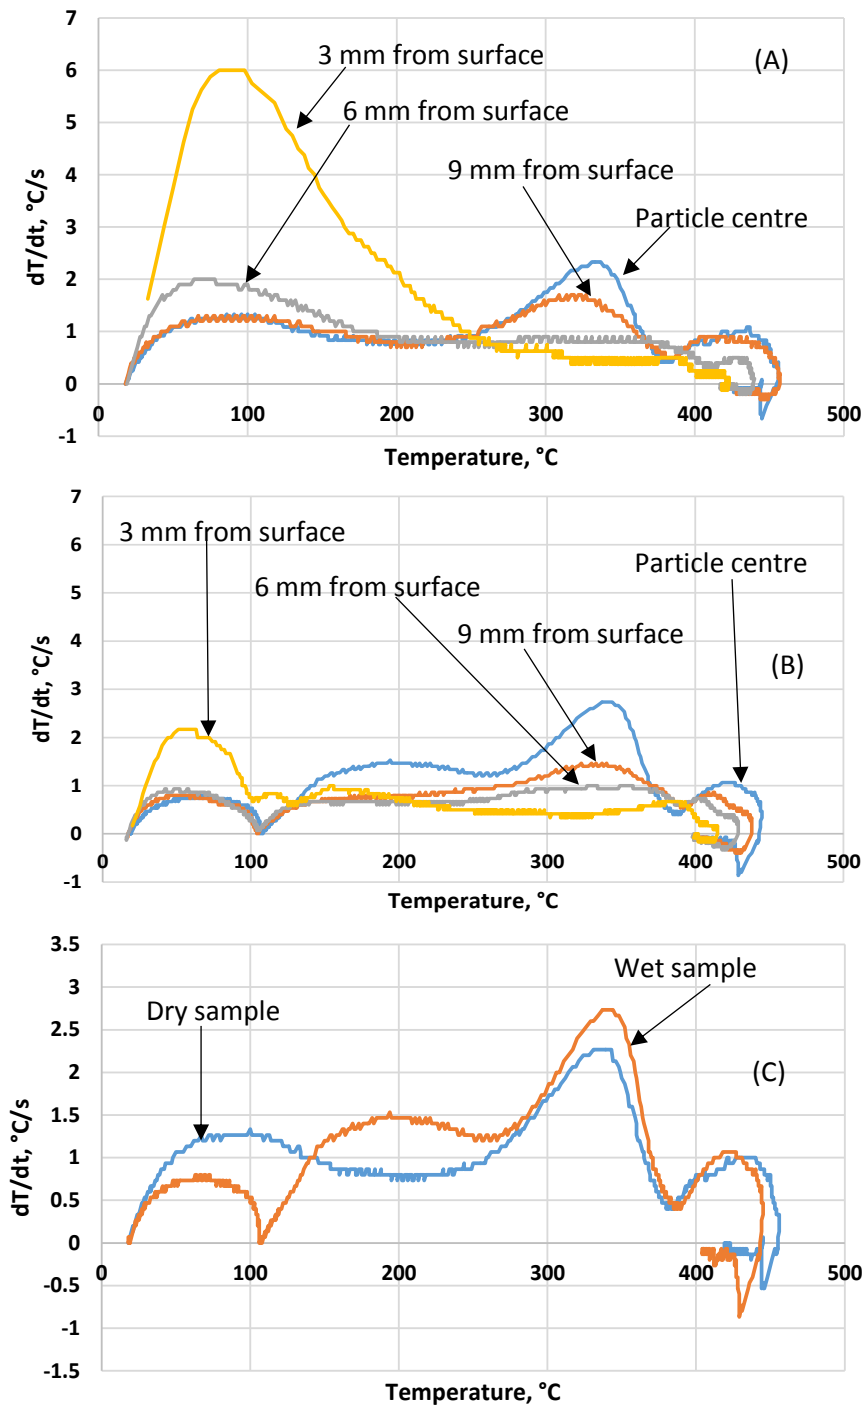 7
3 mm from surface
(A)
6
6 mm from surface
5
9 mm from surface
4
Particle centre
3
2
1
0
0 100 200 300 400 500
-1
dT/dt, °C/s
Temperature, °C
7
3 mm from surface
6
Particle centre
6 mm from surface
5
9 mm from surface
4
(B)
3
2
1
0
0 100 200 300 400 500
-1
dT/dt, °C/s
Temperature, °C
3.5
Wet sample
3
Dry sample
2.5
2
(C)
1.5
1
0.5
0
0 100 200 300 400 500
-0.5
-1
-1.5
dT/dt, °C/s
Temperature, °C